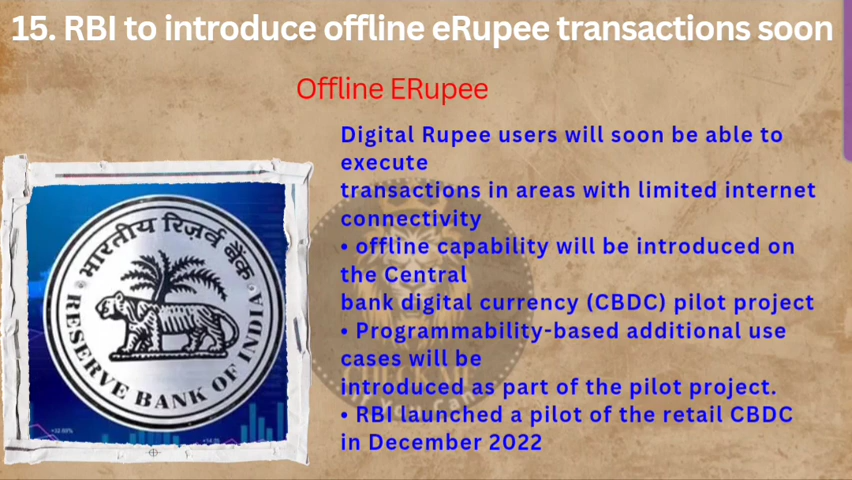 15. RBI to introduce offline eRupee transactions soon
Offline ERupee
Digital Rupee users will soon be able to
execute
transactions in areas with limited internet
connectivity
• offline capability will be introduced on
the Central
bank digital currency (CBDC) pilot project
• Programmability-based additional use
cases will be
introduced as part of the pilot project.
• RBI launched a pilot of the retail CBDC
in December 2022
भारतीय रिज़र्व बैंक
RESERVE BANK OF INDIA